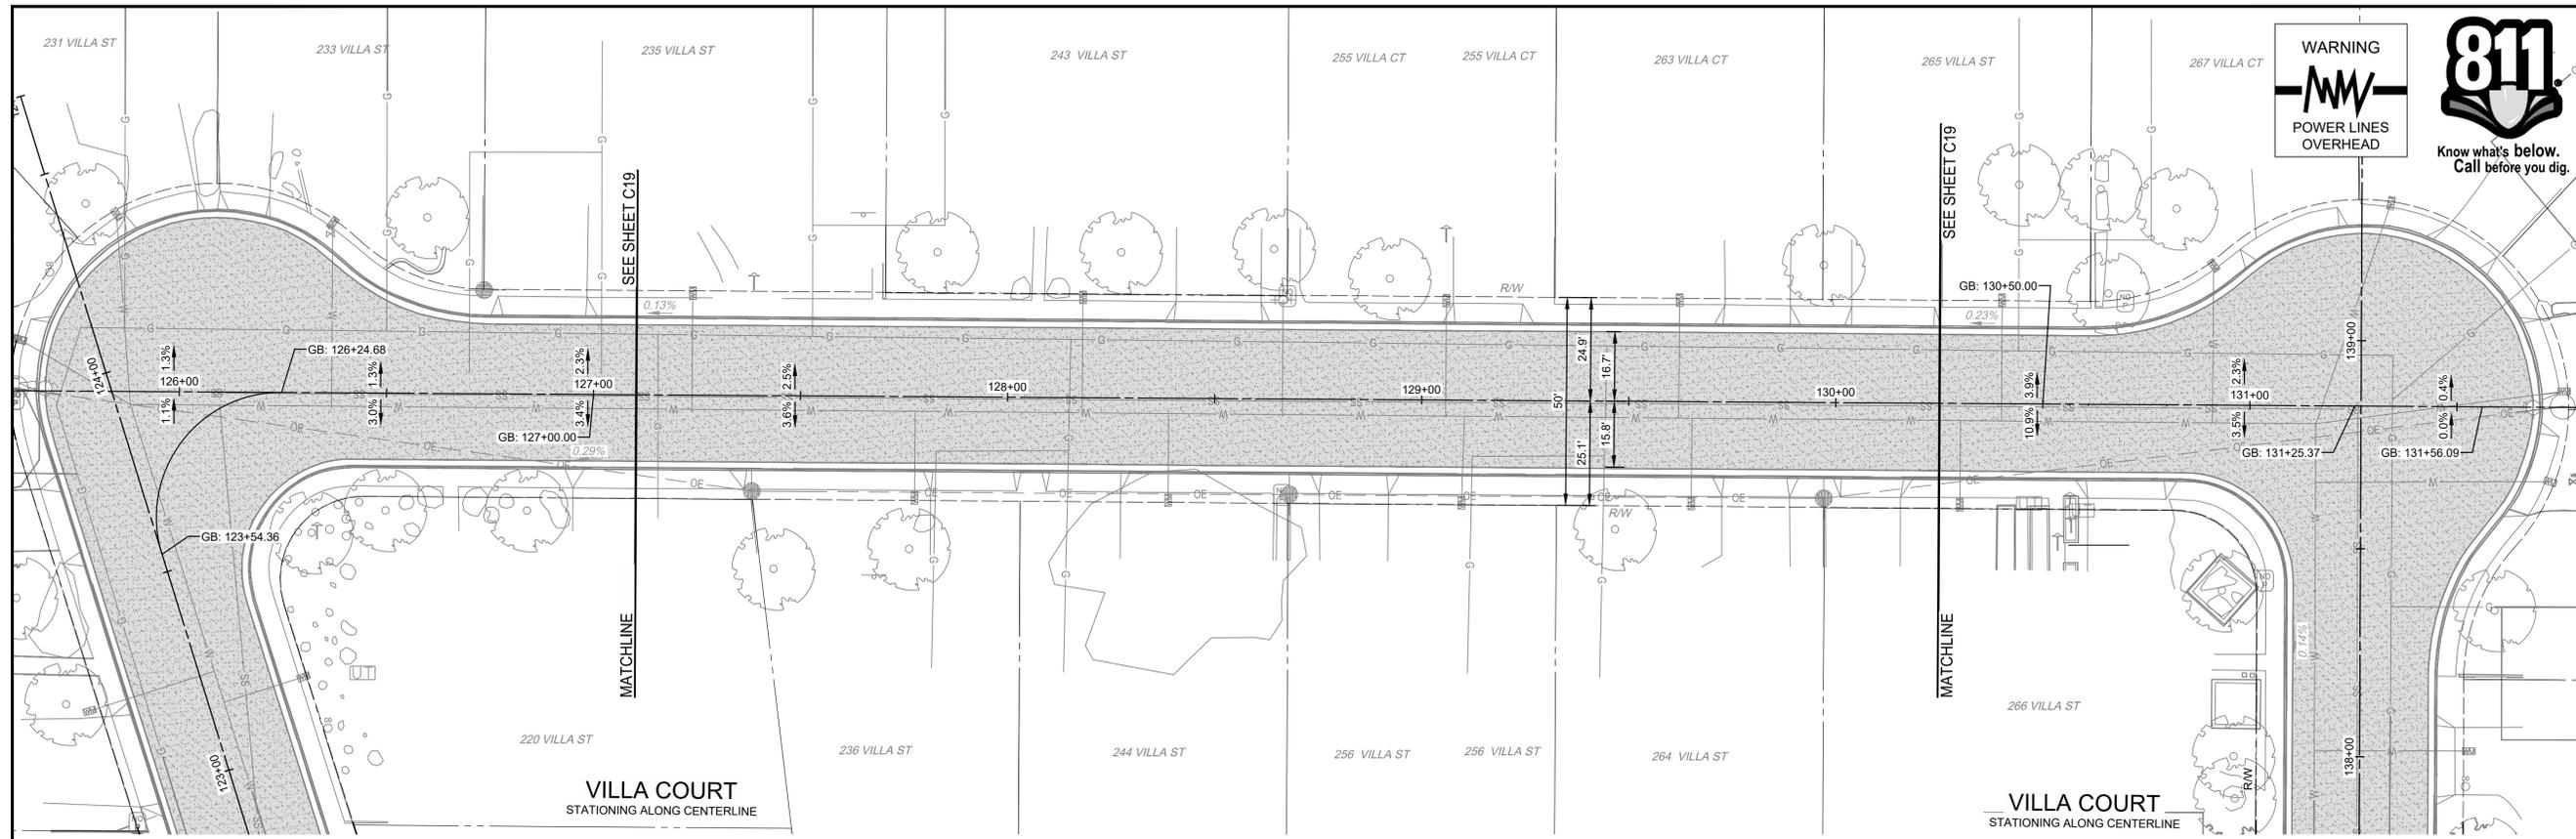 231 VILLA ST
233 VILLA ST
235 VILLA ST
243 VILLA ST
255 VILLA CT
255 VILLA CT
263 VILLA CT
265 VILLA ST
267 VILLA CT
WARNING
POWER LINES
OVERHEAD
811
Know what's below.
Call before you dig.
SEE SHEET C19
MATCHLINE
SEE SHEET C19
MATCHLINE
0.13%
R/W
GB: 130+50.00
0.23%
124+00
1.3%
126+00
1.1%
GB: 126+24.68
1.3%
3.0%
2.3%
127+00
3.4%
GB: 127+00.00
0.29%
2.5%
3.6%
128+00
129+00
24.9'
16.7'
50'
25.1'
15.8'
130+00
3.9%
10.9%
2.3%
131+00
3.5%
139+00
0.4%
0.0%
GB: 131+25.37
GB: 131+56.09
R/W
GB: 123+54.36
123+00
0.14%
138+00
R/W
220 VILLA ST
236 VILLA ST
244 VILLA ST
256 VILLA ST
256 VILLA ST
264 VILLA ST
266 VILLA ST
VILLA COURT
STATIONING ALONG CENTERLINE
VILLA COURT
STATIONING ALONG CENTERLINE